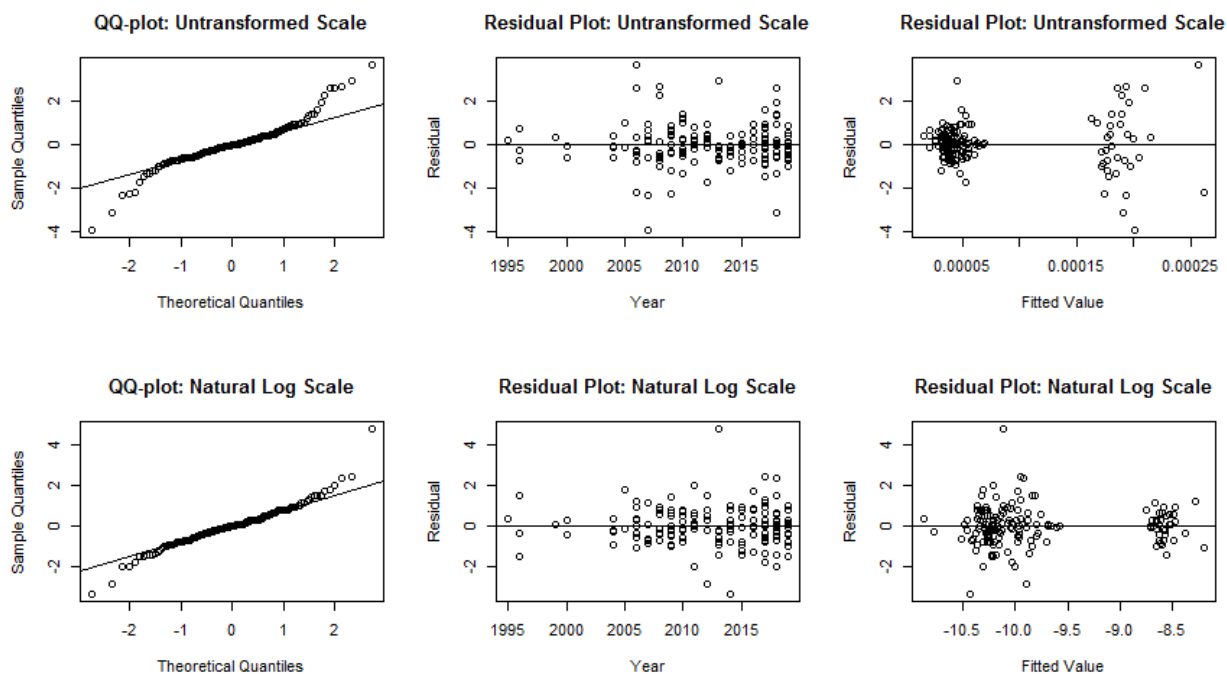 QQ-plot: Untransformed Scale
Sample Quantiles
2
0
-2
-4
-2 -1 0 1 2
Theoretical Quantiles
Residual Plot: Untransformed Scale
Residual
2
0
-2
-4
1995 2000 2005 2010 2015
Year
Residual Plot: Untransformed Scale
Residual
2
0
-2
-4
0.00005 0.00015 0.00025
Fitted Value
QQ-plot: Natural Log Scale
Sample Quantiles
4
2
0
-2
-2 -1 0 1 2
Theoretical Quantiles
Residual Plot: Natural Log Scale
Residual
4
2
0
-2
1995 2000 2005 2010 2015
Year
Residual Plot: Natural Log Scale
Residual
4
2
0
-2
-10.5 -10.0 -9.5 -9.0 -8.5
Fitted Value